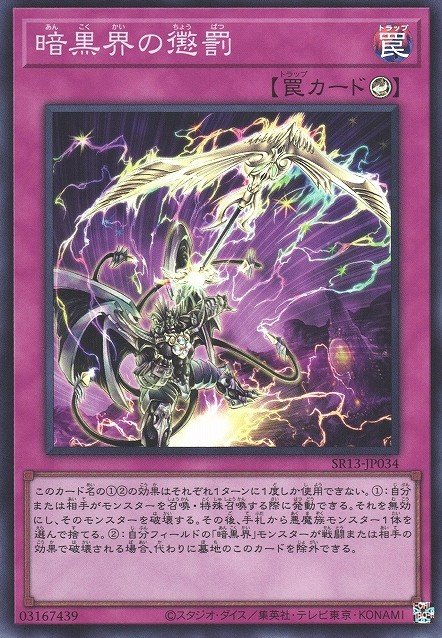 暗黒界の懲罰
罠
【罠カード】
SR13-JP034
このカード名の①②の効果はそれぞれ1ターンに1度しか使用できない。①:自分
または相手がモンスターを召喚・特殊召喚する際に発動できる。それを無効
にし、そのモンスターを破壊する。その後、手札から悪魔族モンスター1体を
選んで捨てる。②:自分フィールドの「暗黒界」モンスターが戦闘または相手の
効果で破壊される場合、代わりに墓地のこのカードを除外できる。
03167439
©スタジオ・ダイス/集英社・テレビ東京・KONAMI